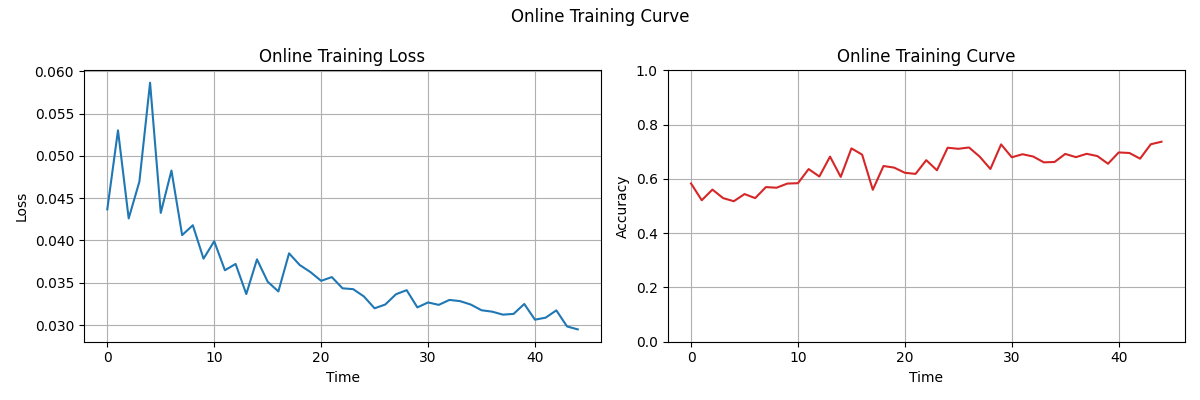 Online Training Curve
Online Training Loss
0.060
0.055
0.050
0.045
0.040
0.035
0.030
Loss
0 10 20 30 40
Time
Online Training Curve
1.0
0.8
0.6
0.4
0.2
0.0
Accuracy
0 10 20 30 40
Time